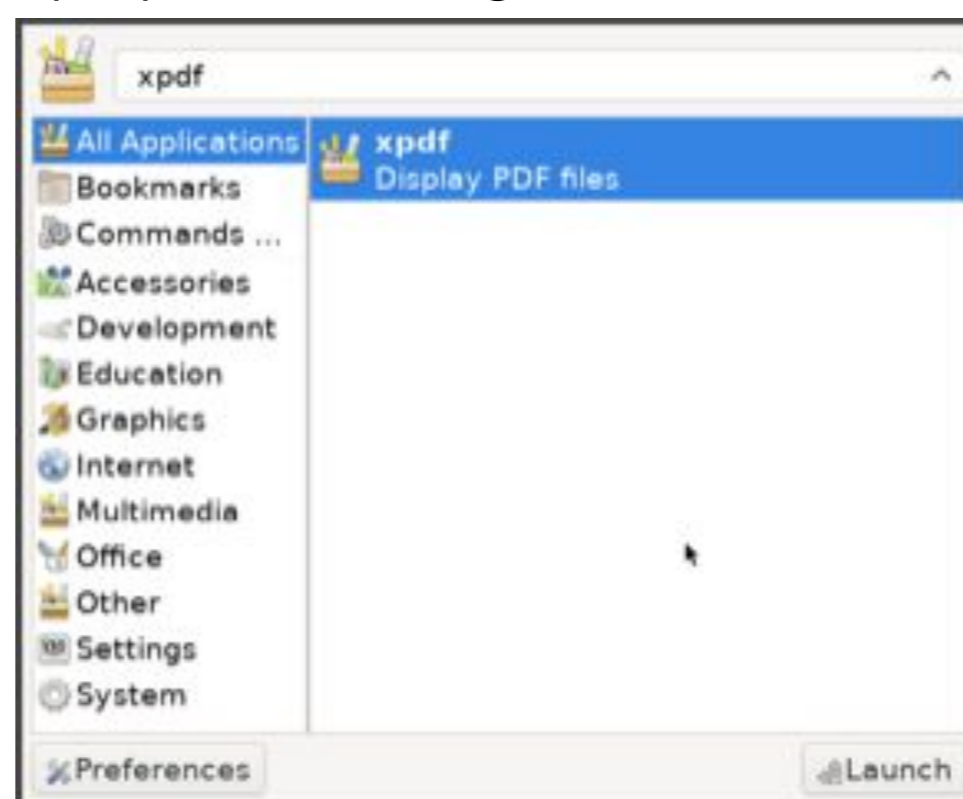 xpdf
All Applications
Bookmarks
Commands ...
Accessories
Development
Education
Graphics
Internet
Multimedia
Office
Other
Settings
System
xpdf
Display PDF files
Preferences
Launch